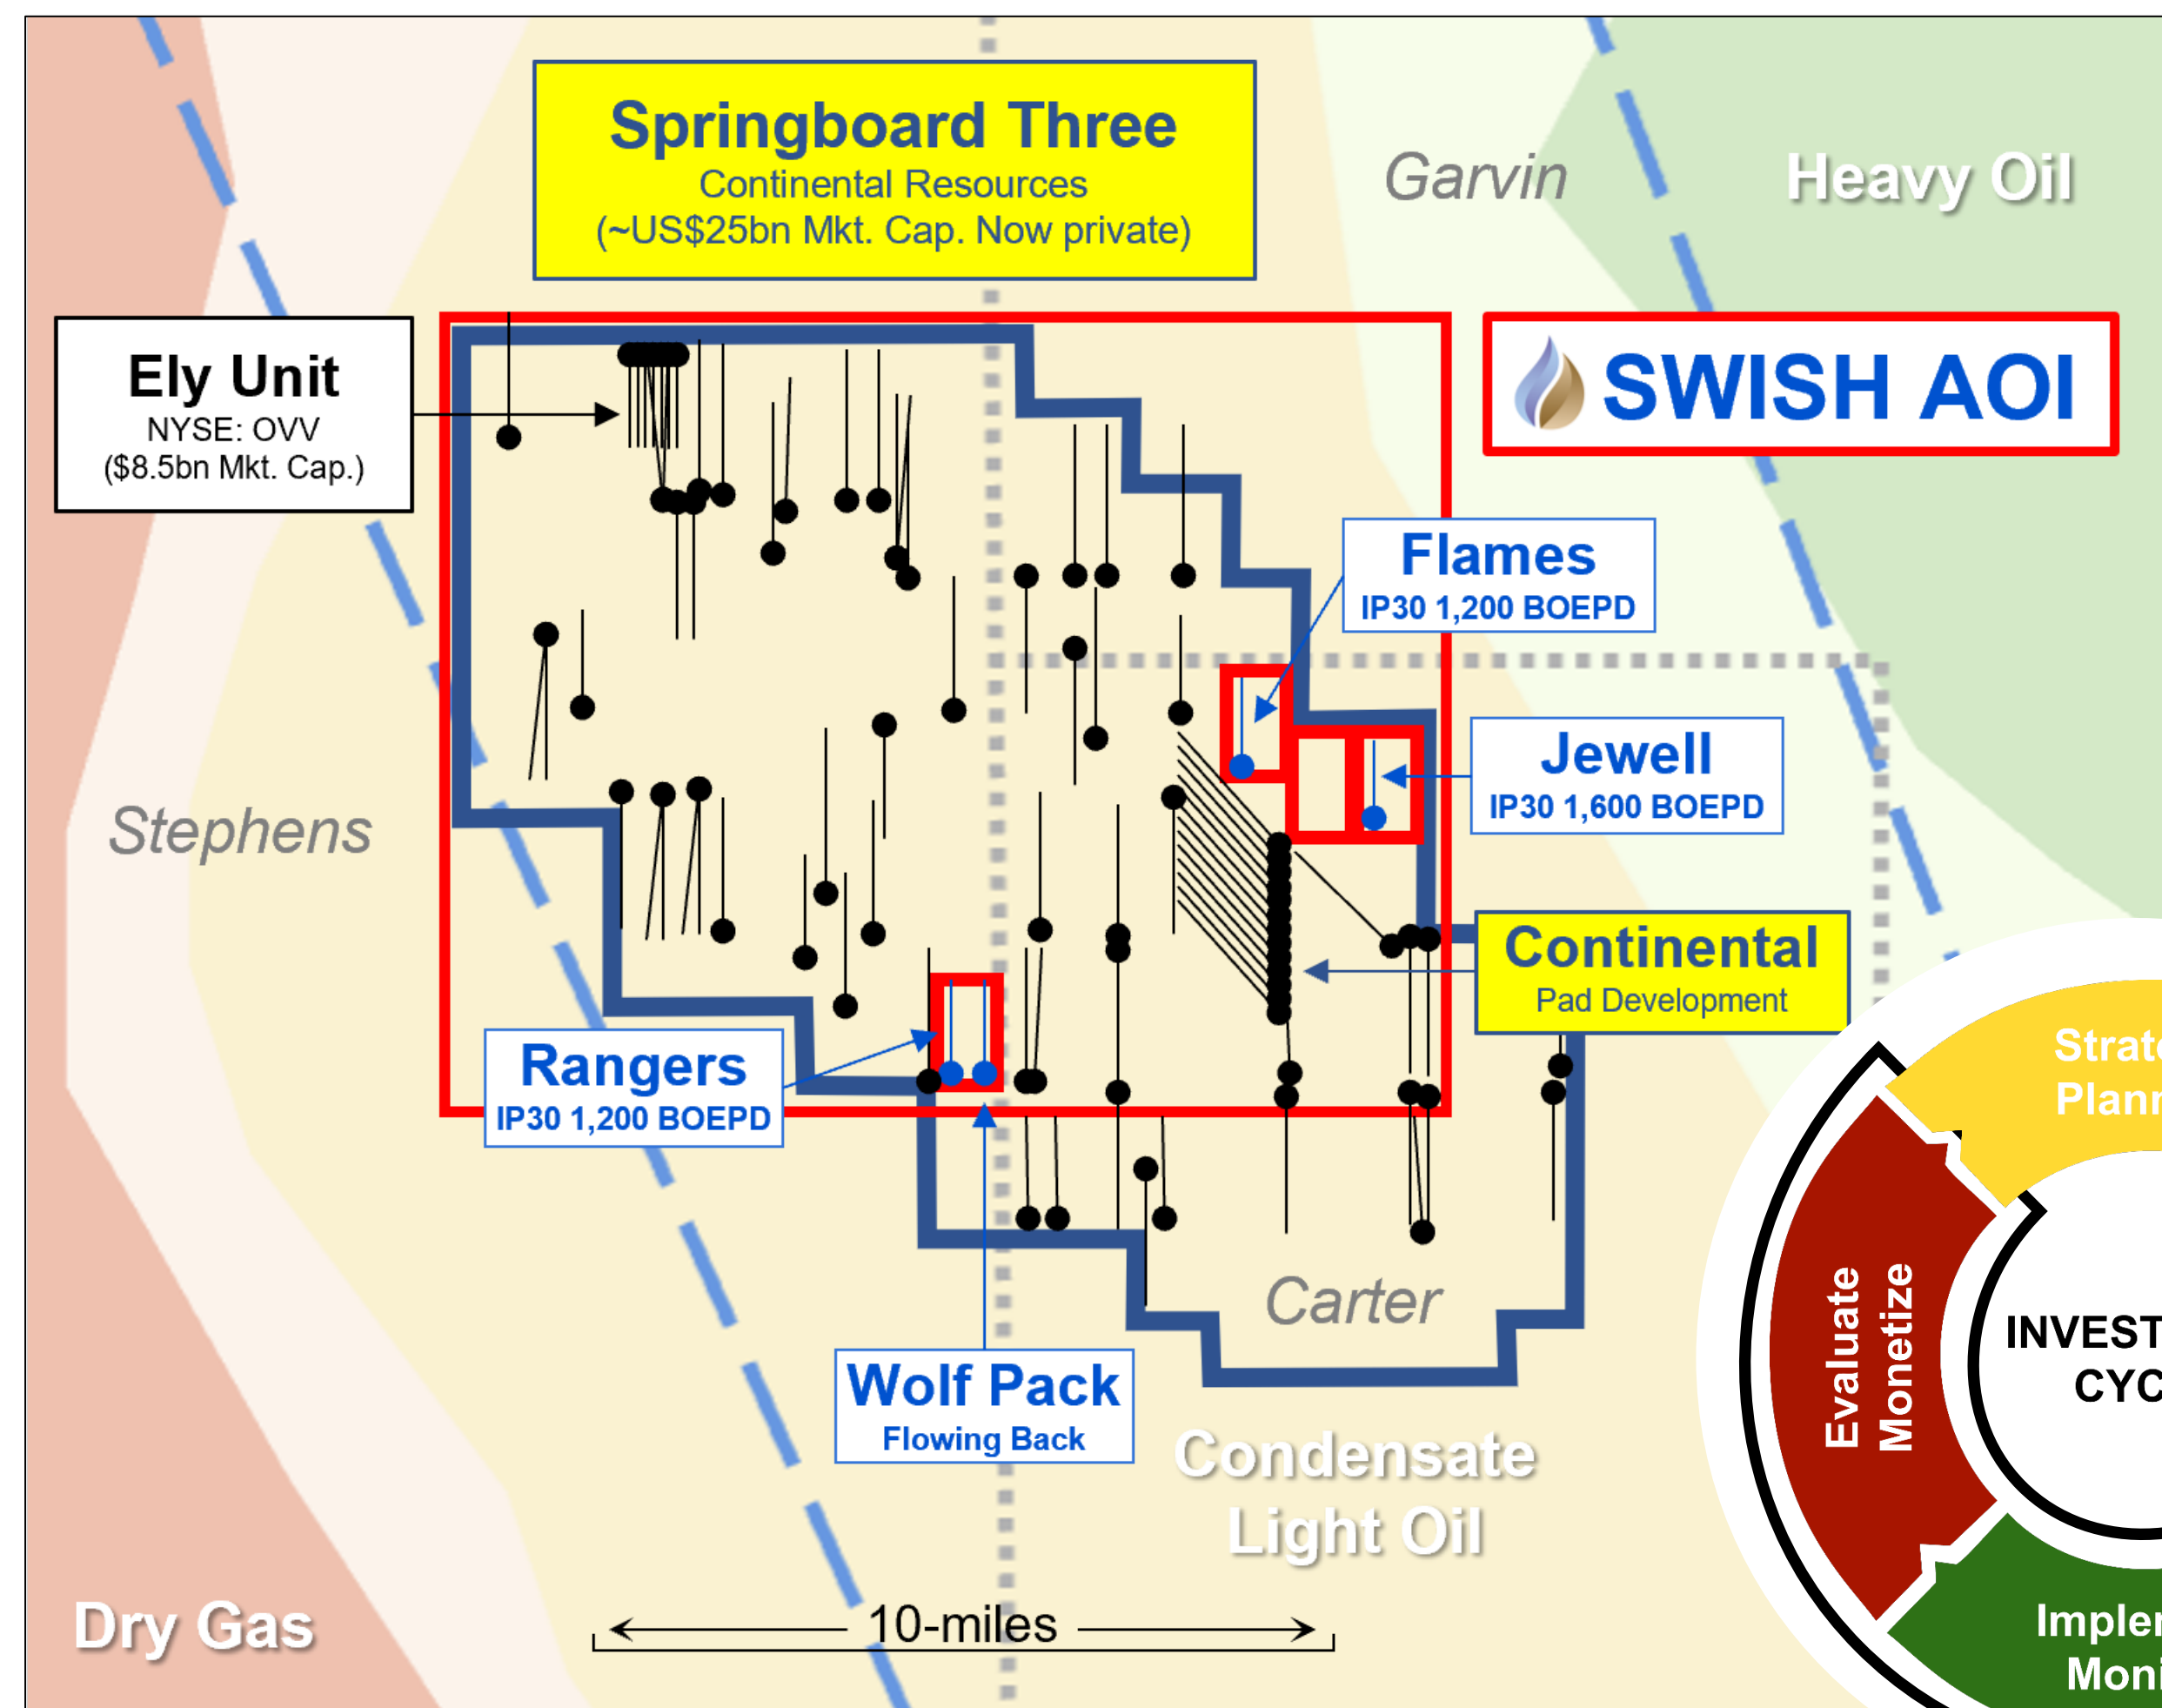 Springboard Three
Continental Resources
(~US$25bn Mkt. Cap. Now private)
Garvin
Heavy Oil
Ely Unit
NYSE: OVV
($8.5bn Mkt. Cap.)
SWISH AOI
Flames
IP30 1,200 BOEPD
Jewell
IP30 1,600 BOEPD
Stephens
Continental
Pad Development
Rangers
IP30 1,200 BOEPD
Carter
Wolf Pack
Flowing Back
Condensate
Light Oil
Dry Gas
10-miles
Evaluate
Monetize